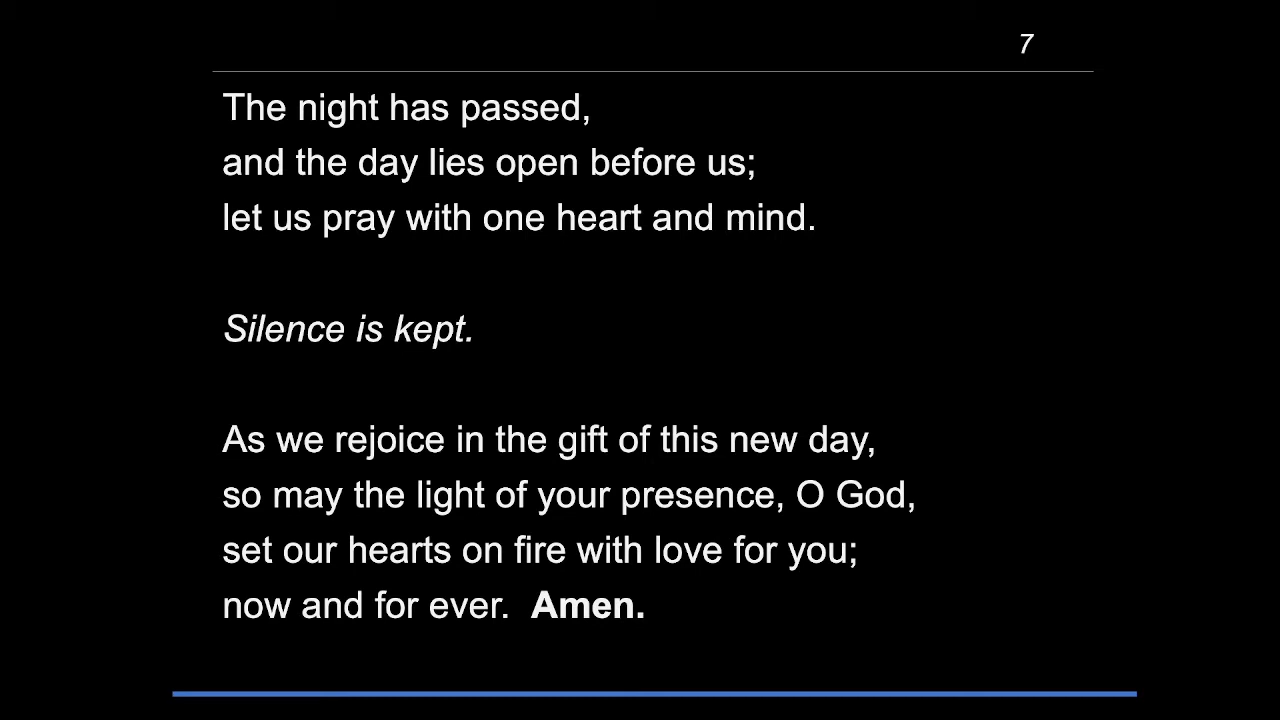 7
The night has passed,
and the day lies open before us;
let us pray with one heart and mind.
Silence is kept.
As we rejoice in the gift of this new day,
so may the light of your presence, O God,
set our hearts on fire with love for you;
now and for ever. Amen.